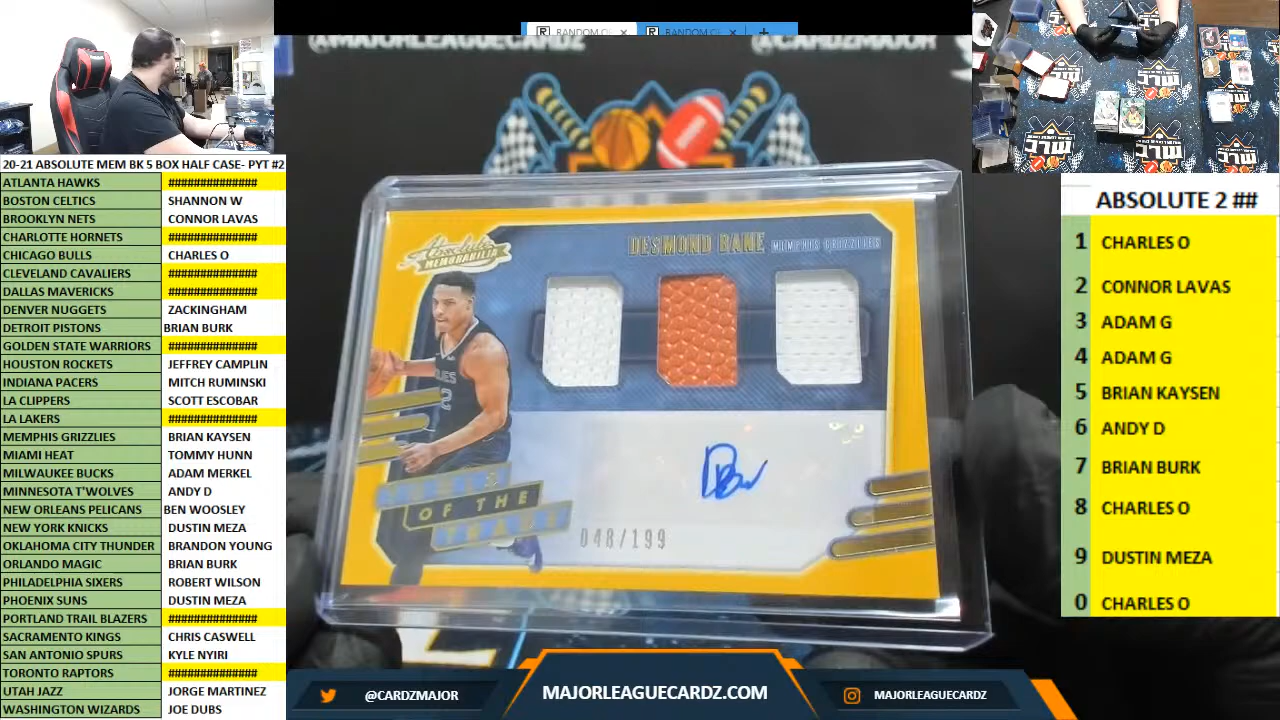 @MAJORLEAGUECARDZ
@CARDZMAJOR
RANDOM
RANDOM
20-21 ABSOLUTE MEM BK 5 BOX HALF CASE- PYT #2
ATLANTA HAWKS ##############
BOSTON CELTICS SHANNON W
BROOKLYN NETS CONNOR LAVAS
CHARLOTTE HORNETS ##############
CHICAGO BULLS CHARLES O
CLEVELAND CAVALIERS ##############
DALLAS MAVERICKS ##############
DENVER NUGGETS ZACKINGHAM
DETROIT PISTONS BRIAN BURK
GOLDEN STATE WARRIORS ##############
HOUSTON ROCKETS JEFFREY CAMPLIN
INDIANA PACERS MITCH RUMINSKI
LA CLIPPERS SCOTT ESCOBAR
LA LAKERS ##############
MEMPHIS GRIZZLIES BRIAN KAYSEN
MIAMI HEAT TOMMY HUNN
MILWAUKEE BUCKS ADAM MERKEL
MINNESOTA T'WOLVES ANDY D
NEW ORLEANS PELICANS BEN WOOSLEY
NEW YORK KNICKS DUSTIN MEZA
OKLAHOMA CITY THUNDER BRANDON YOUNG
ORLANDO MAGIC BRIAN BURK
PHILADELPHIA SIXERS ROBERT WILSON
PHOENIX SUNS DUSTIN MEZA
PORTLAND TRAIL BLAZERS ##############
SACRAMENTO KINGS CHRIS CASWELL
SAN ANTONIO SPURS KYLE NYIRI
TORONTO RAPTORS ##############
UTAH JAZZ JORGE MARTINEZ
WASHINGTON WIZARDS JOE DUBS
Absolute
MEMORABILIA
DESMOND BANE MEMPHIS GRIZZLIES
OF THE
048/199
ABSOLUTE 2 ##
1 CHARLES O
2 CONNOR LAVAS
3 ADAM G
4 ADAM G
5 BRIAN KAYSEN
6 ANDY D
7 BRIAN BURK
8 CHARLES O
9 DUSTIN MEZA
0 CHARLES O
@CARDZMAJOR
MAJORLEAGUECARDZ.COM
MAJORLEAGUECARDZ